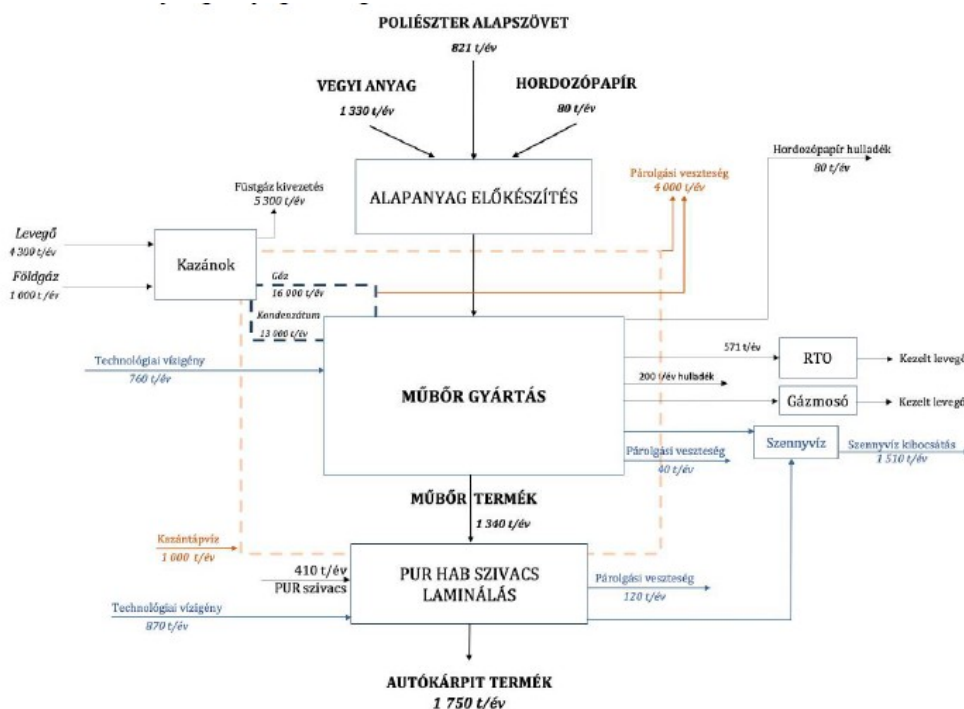 POLIÉSZTER ALAPSZÖVET
821 t/év
VEGYI ANYAG
1 330 t/év
HORDOZÓPAPÍR
80 t/év
Hordozópapír hulladék
80 t/év
Párolgási veszteség
4 000 t/év
Füstgáz kivezetés
5 300 t/év
ALAPANYAG ELŐKÉSZÍTÉS
Levegő
4 300 t/év
Kazánok
Földgáz
1 000 t/év
Gőz
16 000 t/év
Kondenzátum
13 000 t/év
571 t/év
RTO
Kezelt levegő
Technológiai vízigény
760 t/év
MŰBŐR GYÁRTÁS
200 t/év hulladék
Gázmosó
Kezelt levegő
Szennyvíz
Szennyvíz kibocsátás
1 510 t/év
Párolgási veszteség
40 t/év
MŰBŐR TERMÉK
1 340 t/év
Kazántápvíz
1 000 t/év
410 t/év
PUR szivacs
PUR HAB SZIVACS
LAMINÁLÁS
Párolgási veszteség
120 t/év
Technológiai vízigény
870 t/év
AUTÓKÁRPIT TERMÉK
1 750 t/év